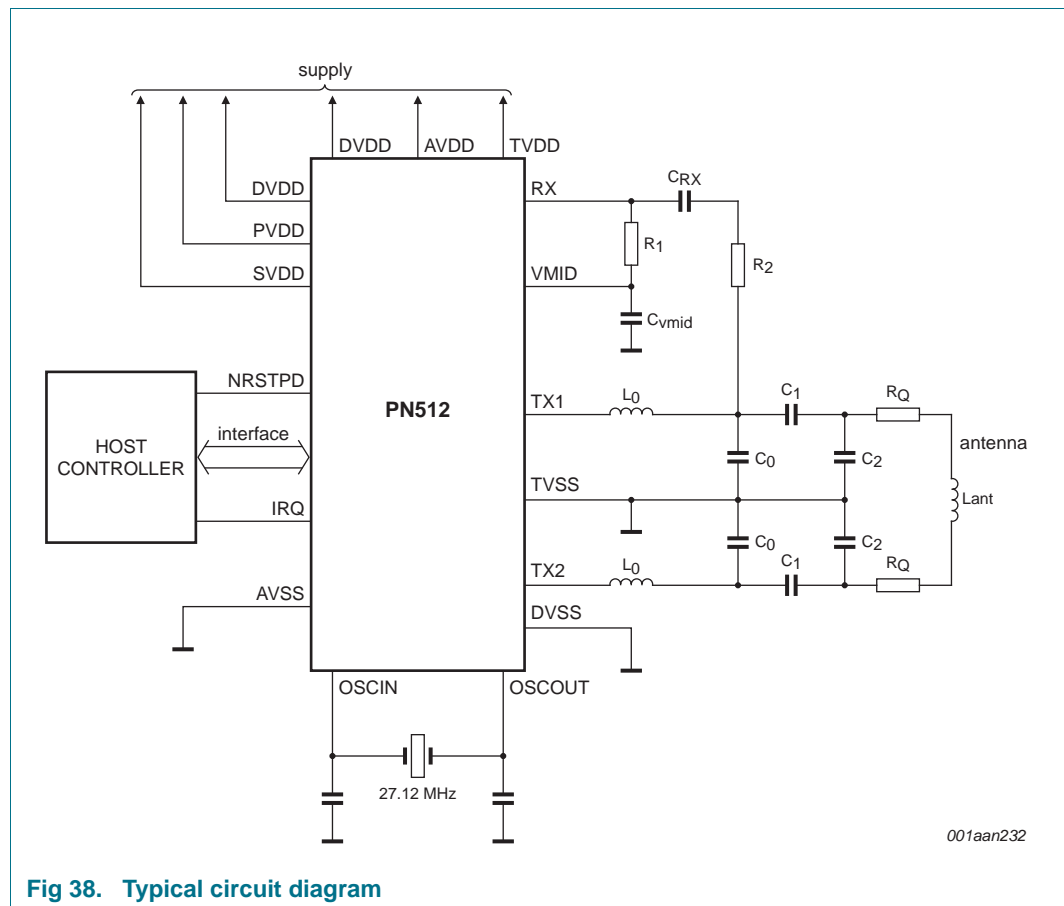 supply
DVDD AVDD TVDD
DVDD
PVDD
SVDD
RX
CRX
R1
R2
VMID
Cvmid
HOST
CONTROLLER
NRSTPD
interface
IRQ
PN512
TX1
L0
C1
RQ
antenna
C0
C2
TVSS
Lant
C0
C2
L0
C1
RQ
TX2
AVSS
DVSS
OSCIN
OSCOUT
27.12 MHz
001aan232
Fig 38. Typical circuit diagram